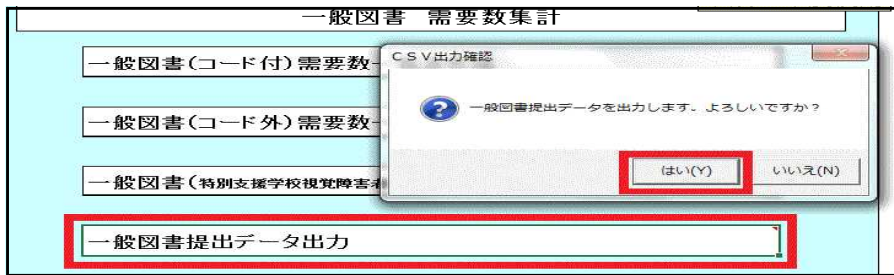 一般図書 需要数集計
一般図書(コード付)需要数
CSV出力確認
一般図書提出データを出力します。よろしいですか?
一般図書(コード外)需要数
はい(Y)
いいえ(N)
一般図書(特別支援学校視覚障害
一般図書提出データ出力